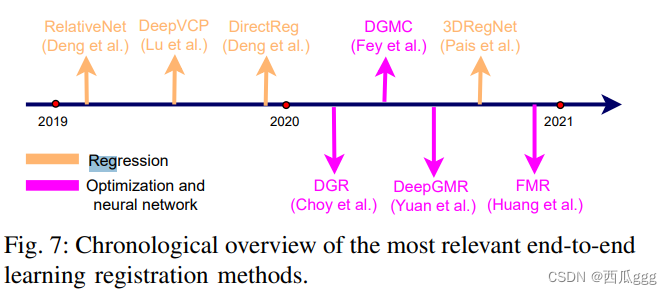 RelativeNet
(Deng et al.)
DeepVCP
(Lu et al.)
DirectReg
(Deng et al.)
DGMC
(Fey et al.)
3DRegNet
(Pais et al.)
2019
2020
2021
Regression
Optimization and
neural network
DGR
(Choy et al.)
DeepGMR
(Yuan et al.)
FMR
(Huang et al.)
Fig. 7: Chronological overview of the most relevant end-to-end
learning registration methods.
CSDN @西瓜ggg